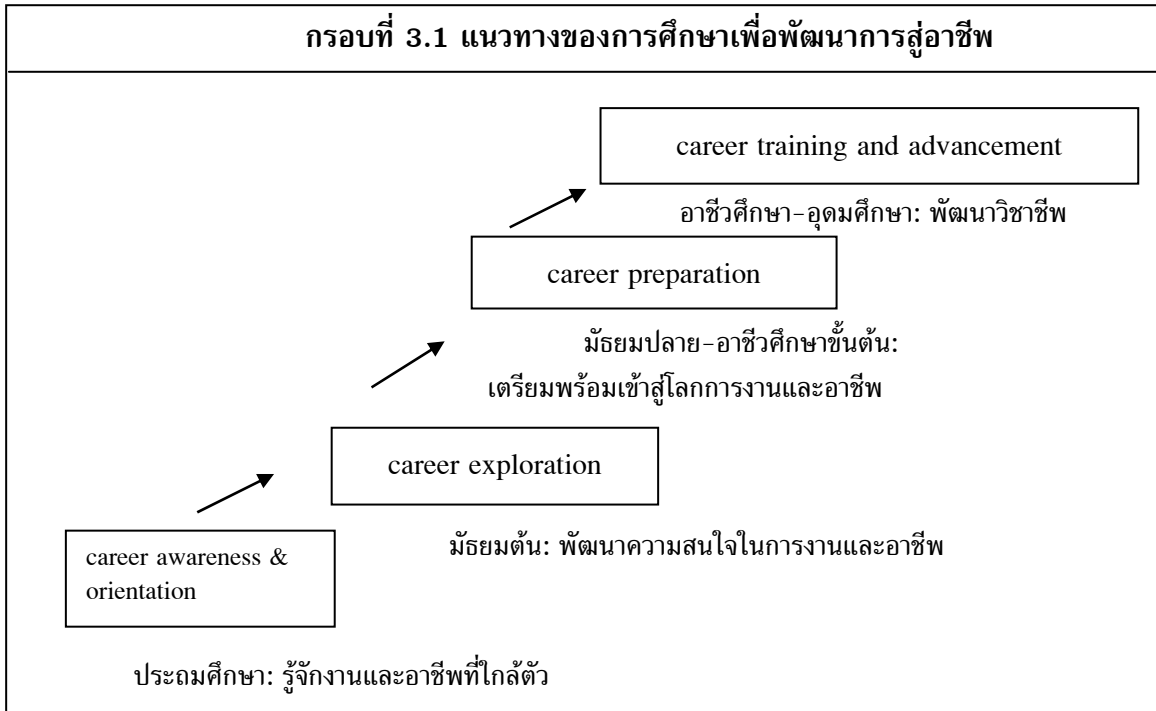 กรอบที่ 3.1 แนวทางของการศึกษาเพื่อพัฒนาการสู่อาชีพ
career training and advancement
อาชีวศึกษา-อุดมศึกษา: พัฒนาวิชาชีพ
career preparation
มัธยมปลาย-อาชีวศึกษาขั้นต้น:
เตรียมพร้อมเข้าสู่โลกการงานและอาชีพ
career exploration
มัธยมต้น: พัฒนาความสนใจในการงานและอาชีพ
career awareness &
orientation
ประถมศึกษา: รู้จักงานและอาชีพที่ใกล้ตัว